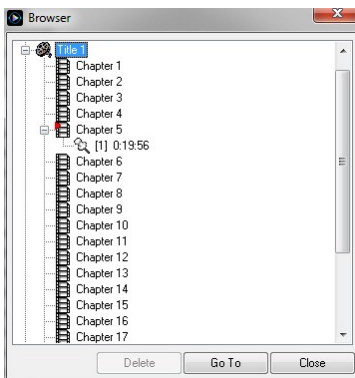 Browser
Title 1
Chapter 1
Chapter 2
Chapter 3
Chapter 4
Chapter 5
[1] 0:19:56
Chapter 6
Chapter 7
Chapter 8
Chapter 9
Chapter 10
Chapter 11
Chapter 12
Chapter 13
Chapter 14
Chapter 15
Chapter 16
Chapter 17
Delete Go To Close